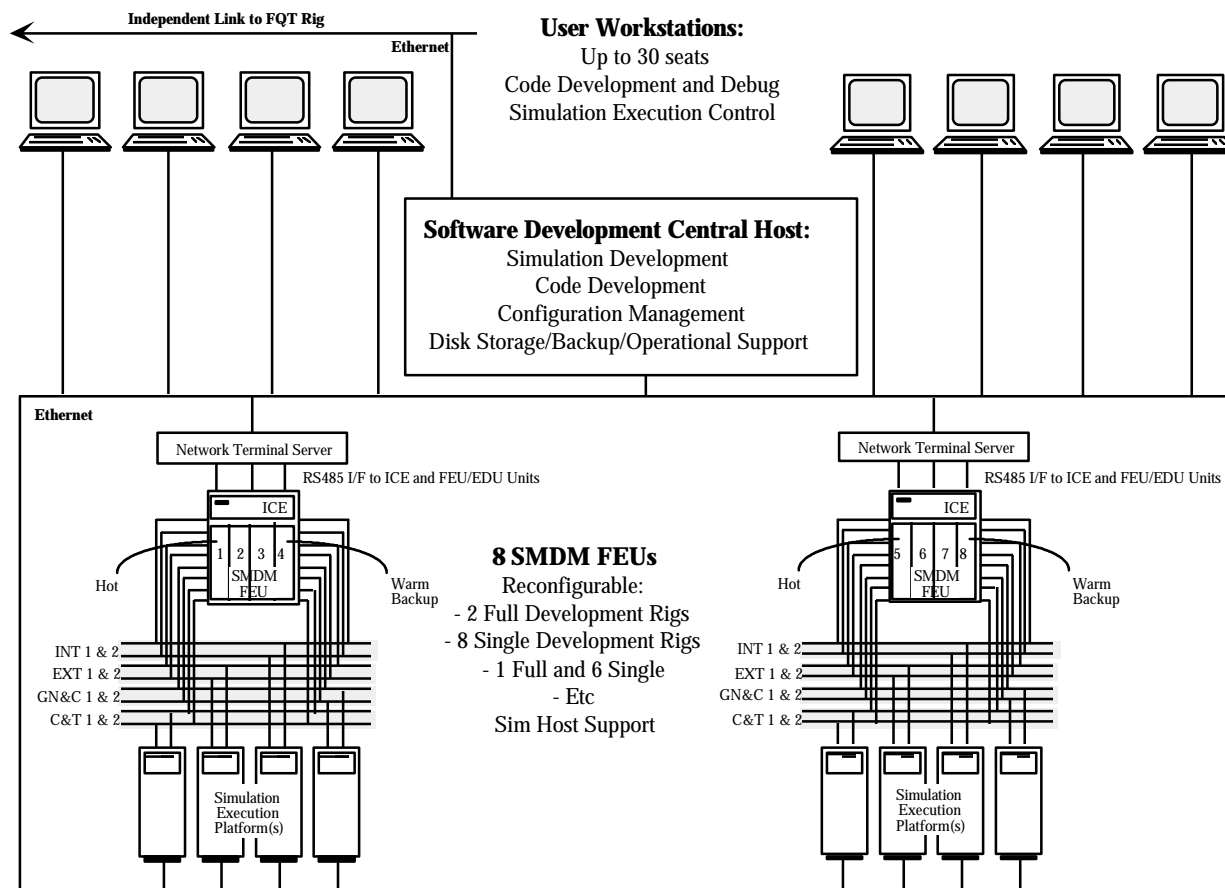 Independent Link to FQT Rig
Ethernet
User Workstations:
Up to 30 seats
Code Development and Debug
Simulation Execution Control
Software Development Central Host:
Simulation Development
Code Development
Configuration Management
Disk Storage/Backup/Operational Support
Ethernet
Network Terminal Server
RS485 I/F to ICE and FEU/EDU Units
ICE
1 2 3 4
SMDM
FEU
Hot
Warm
Backup
INT 1 & 2
EXT 1 & 2
GN&C 1 & 2
C&T 1 & 2
Simulation
Execution
Platform(s)
8 SMDM FEUs
Reconfigurable:
- 2 Full Development Rigs
- 8 Single Development Rigs
- 1 Full and 6 Single
- Etc
Sim Host Support
Network Terminal Server
RS485 I/F to ICE and FEU/EDU Units
ICE
5 6 7 8
SMDM
FEU
Hot
Warm
Backup
INT 1 & 2
EXT 1 & 2
GN&C 1 & 2
C&T 1 & 2
Simulation
Execution
Platform(s)